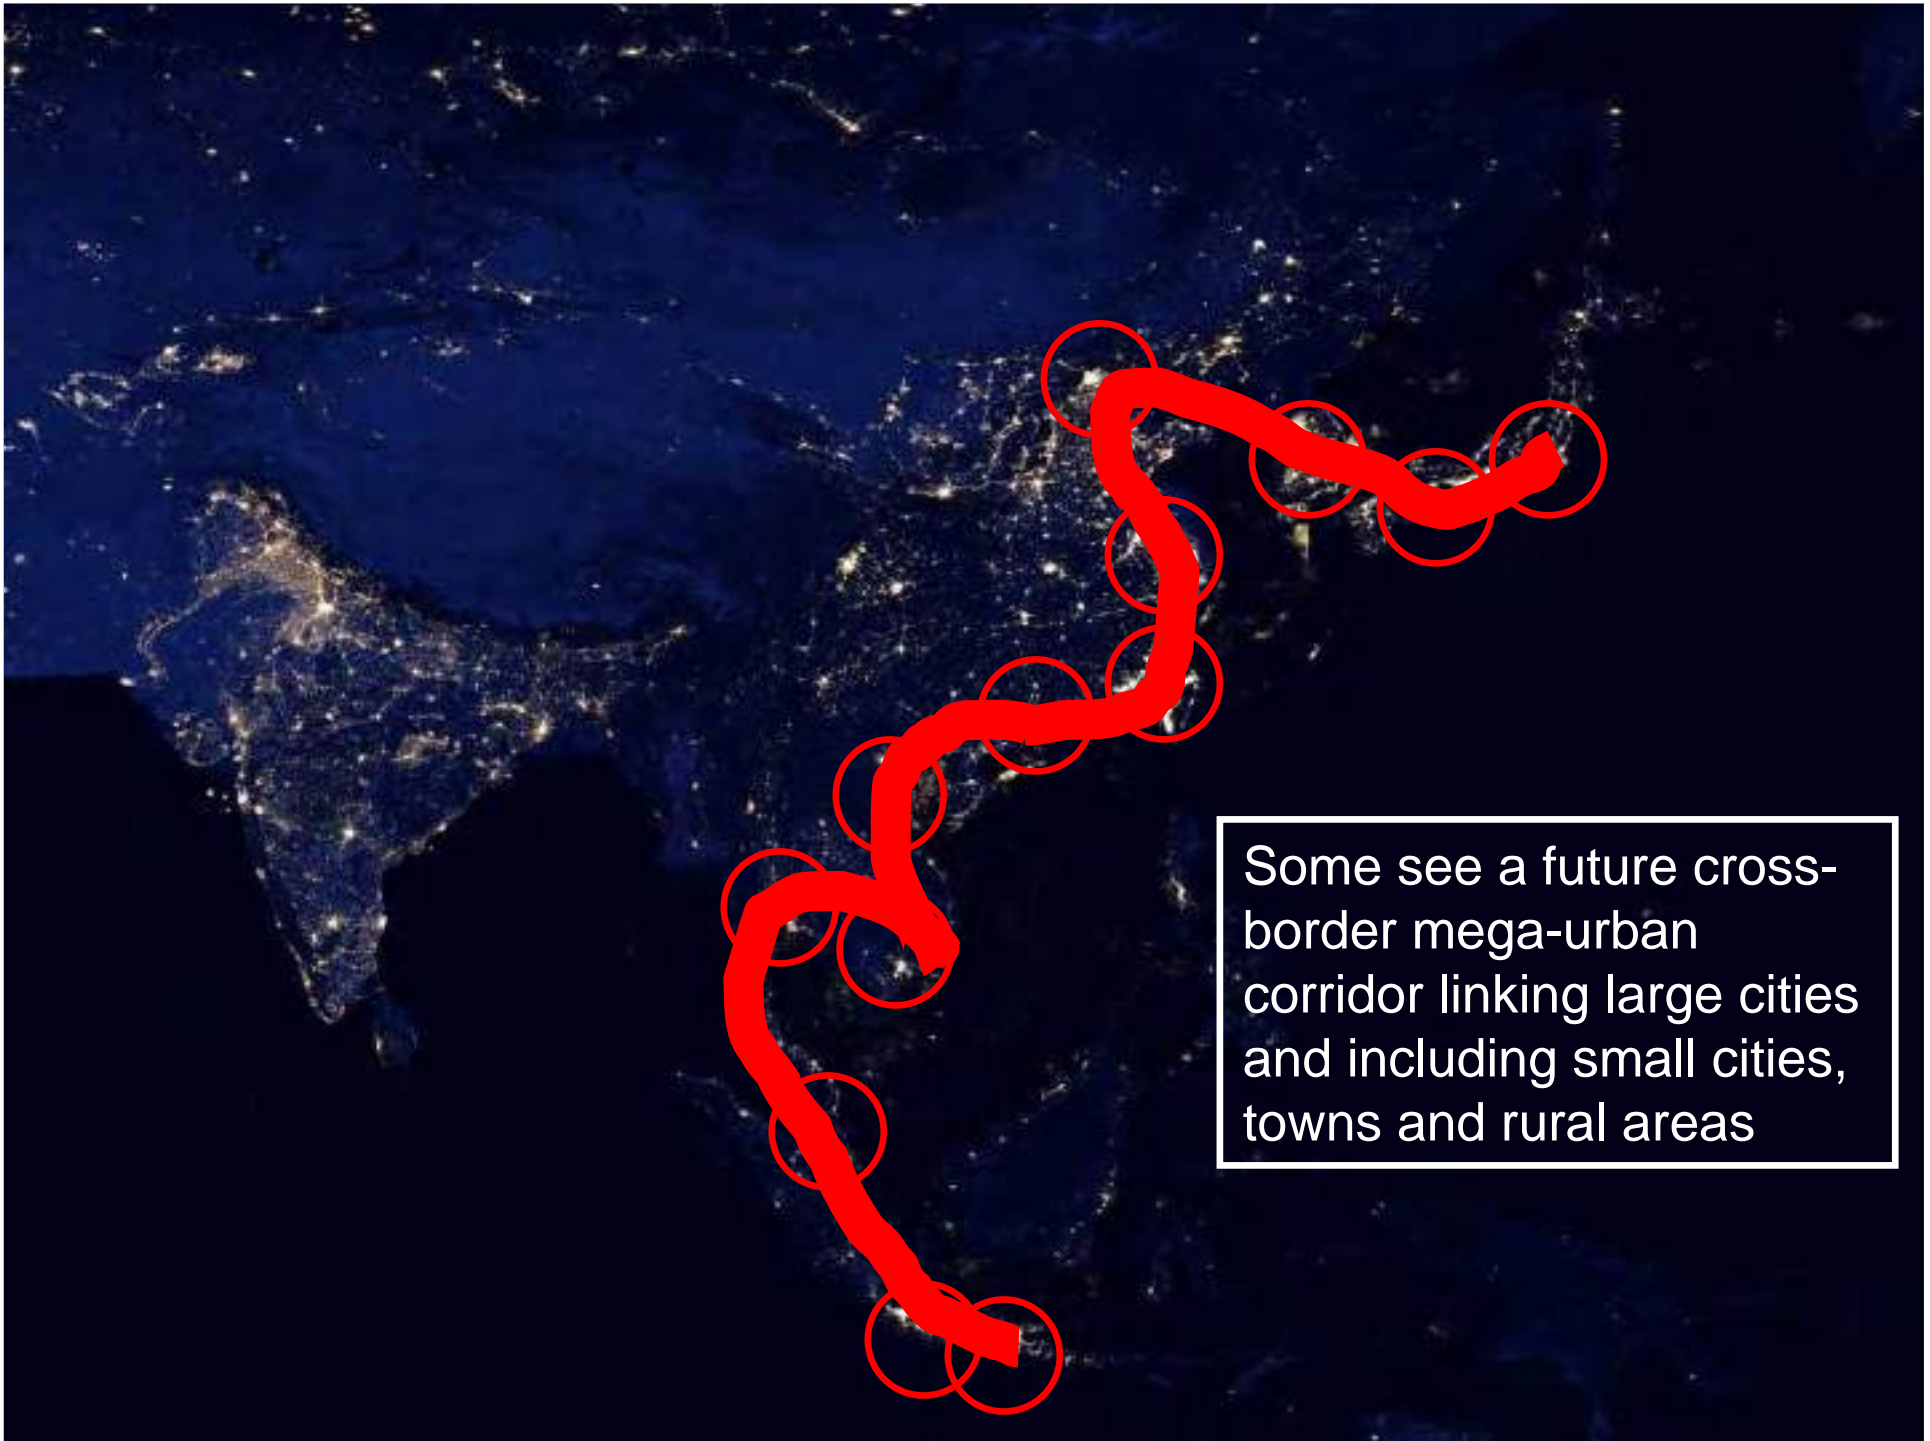 Some see a future cross-
border mega-urban
corridor linking large cities
and including small cities,
towns and rural areas